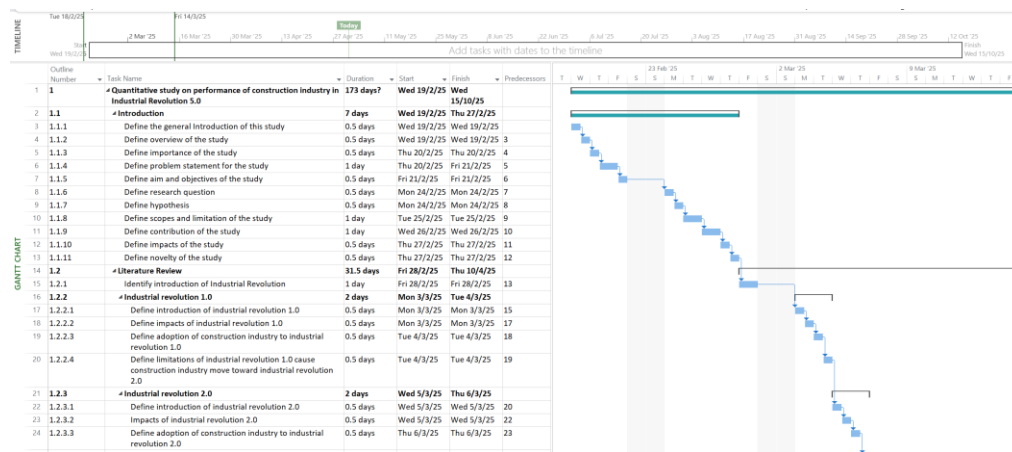 TIMELINE
Tue 18/2/25
Fri 14/3/25
Today
2 Mar '25 16 Mar '25 30 Mar '25 13 Apr '25 27 Apr '25 11 May '25 25 May '25 8 Jun '25 22 Jun '25 6 Jul '25 20 Jul '25 3 Aug '25 17 Aug '25 31 Aug '25 14 Sep '25 28 Sep '25 12 Oct '25
Start
Wed 19/2/25
Add tasks with dates to the timeline
Finish
Wed 15/10/25
GANTT CHART
Outline Number Task Name Duration Start Finish Predecessors
23 Feb '25 2 Mar '25 9 Mar '25
T W T F S S M T W T F S S M T W T F S S M T W T F
1 1 Quantitative study on performance of construction industry in 173 days? Wed 19/2/25 Wed
Industrial Revolution 5.0 15/10/25
2 1.1 Introduction 7 days Wed 19/2/25 Thu 27/2/25
3 1.1.1 Define the general Introduction of this study 0.5 days Wed 19/2/25 Wed 19/2/25
4 1.1.2 Define overview of the study 0.5 days Wed 19/2/25 Wed 19/2/25 3
5 1.1.3 Define importance of the study 0.5 days Thu 20/2/25 Thu 20/2/25 4
6 1.1.4 Define problem statement for the study 1 day Thu 20/2/25 Fri 21/2/25 5
7 1.1.5 Define aim and objectives of the study 0.5 days Fri 21/2/25 Fri 21/2/25 6
8 1.1.6 Define research question 0.5 days Mon 24/2/25 Mon 24/2/25 7
9 1.1.7 Define hypothesis 0.5 days Mon 24/2/25 Mon 24/2/25 8
10 1.1.8 Define scopes and limitation of the study 1 day Tue 25/2/25 Tue 25/2/25 9
11 1.1.9 Define contribution of the study 1 day Wed 26/2/25 Wed 26/2/25 10
12 1.1.10 Define impacts of the study 0.5 days Thu 27/2/25 Thu 27/2/25 11
13 1.1.11 Define novelty of the study 0.5 days Thu 27/2/25 Thu 27/2/25 12
14 1.2 Literature Review 31.5 days Fri 28/2/25 Thu 10/4/25
15 1.2.1 Identify introduction of Industrial Revolution 1 day Fri 28/2/25 Fri 28/2/25 13
16 1.2.2 Industrial revolution 1.0 2 days Mon 3/3/25 Tue 4/3/25
17 1.2.2.1 Define introduction of industrial revolution 1.0 0.5 days Mon 3/3/25 Mon 3/3/25 15
18 1.2.2.2 Define impacts of industrial revolution 1.0 0.5 days Mon 3/3/25 Mon 3/3/25 17
19 1.2.2.3 Define adoption of construction industry to industrial 0.5 days Tue 4/3/25 Tue 4/3/25 18
revolution 1.0
20 1.2.2.4 Define limitations of industrial revolution 1.0 cause 0.5 days Tue 4/3/25 Tue 4/3/25 19
construction industry move toward industrial revolution
2.0
21 1.2.3 Industrial revolution 2.0 2 days Wed 5/3/25 Thu 6/3/25
22 1.2.3.1 Define introduction of industrial revolution 2.0 0.5 days Wed 5/3/25 Wed 5/3/25 20
23 1.2.3.2 Impacts of industrial revolution 2.0 0.5 days Wed 5/3/25 Wed 5/3/25 22
24 1.2.3.3 Define adoption of construction industry to industrial 0.5 days Thu 6/3/25 Thu 6/3/25 23
revolution 2.0